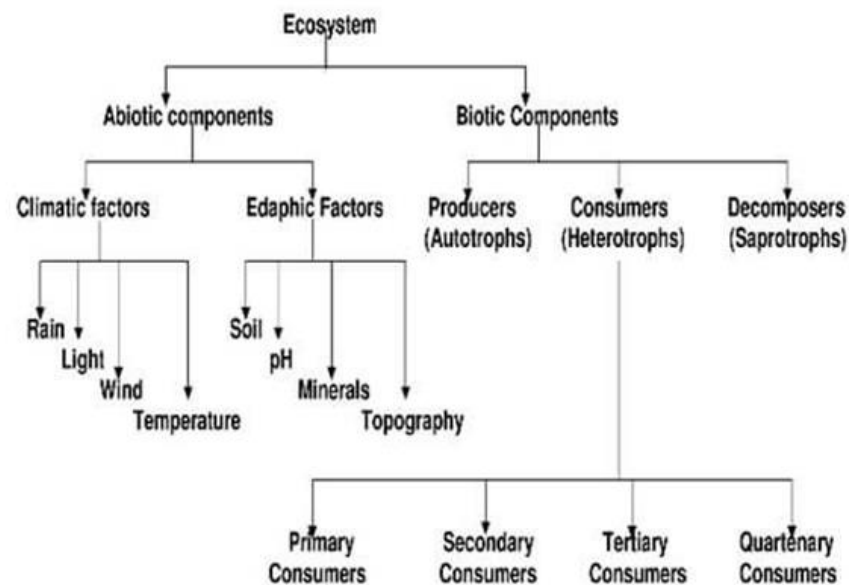 Ecosystem
Abiotic components
Biotic Components
Climatic factors
Edaphic Factors
Producers
(Autotrophs)
Consumers
(Heterotrophs)
Decomposers
(Saprotrophs)
Rain
Light
Wind
Temperature
Soil
pH
Minerals
Topography
Primary
Consumers
Secondary
Consumers
Tertiary
Consumers
Quartenary
Consumers